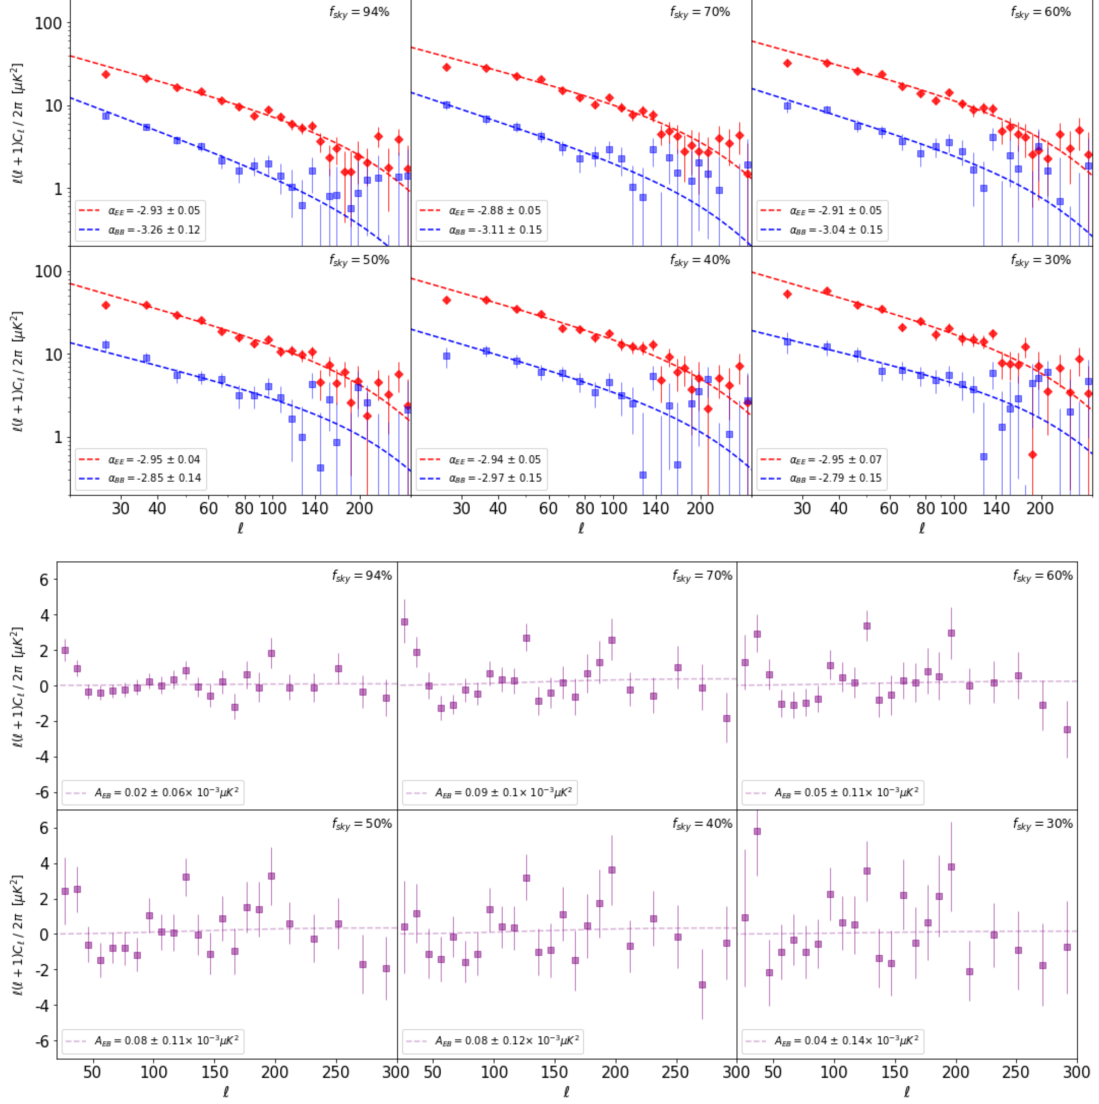 f_sky = 94%
f_sky = 70%
f_sky = 60%
ℓ(ℓ + 1)C_ℓ / 2π [μK²]
100
10
1
α_EE = -2.93 ± 0.05
α_BB = -3.26 ± 0.12
α_EE = -2.88 ± 0.05
α_BB = -3.11 ± 0.15
α_EE = -2.91 ± 0.05
α_BB = -3.04 ± 0.15
f_sky = 50%
f_sky = 40%
f_sky = 30%
ℓ(ℓ + 1)C_ℓ / 2π [μK²]
100
10
1
α_EE = -2.95 ± 0.04
α_BB = -2.85 ± 0.14
α_EE = -2.94 ± 0.05
α_BB = -2.97 ± 0.15
α_EE = -2.95 ± 0.07
α_BB = -2.79 ± 0.15
30 40 60 80 100 140 200 30 40 60 80 100 140 200 30 40 60 80 100 140 200
ℓ ℓ ℓ
f_sky = 94%
f_sky = 70%
f_sky = 60%
ℓ(ℓ + 1)C_ℓ / 2π [μK²]
6
4
2
0
-2
-4
-6
A_EB = 0.02 ± 0.06× 10⁻³μK²
A_EB = 0.09 ± 0.1× 10⁻³μK²
A_EB = 0.05 ± 0.11× 10⁻³μK²
f_sky = 50%
f_sky = 40%
f_sky = 30%
ℓ(ℓ + 1)C_ℓ / 2π [μK²]
6
4
2
0
-2
-4
-6
A_EB = 0.08 ± 0.11× 10⁻³μK²
A_EB = 0.08 ± 0.12× 10⁻³μK²
A_EB = 0.04 ± 0.14× 10⁻³μK²
50 100 150 200 250 300 50 100 150 200 250 300 50 100 150 200 250 300
ℓ ℓ ℓ